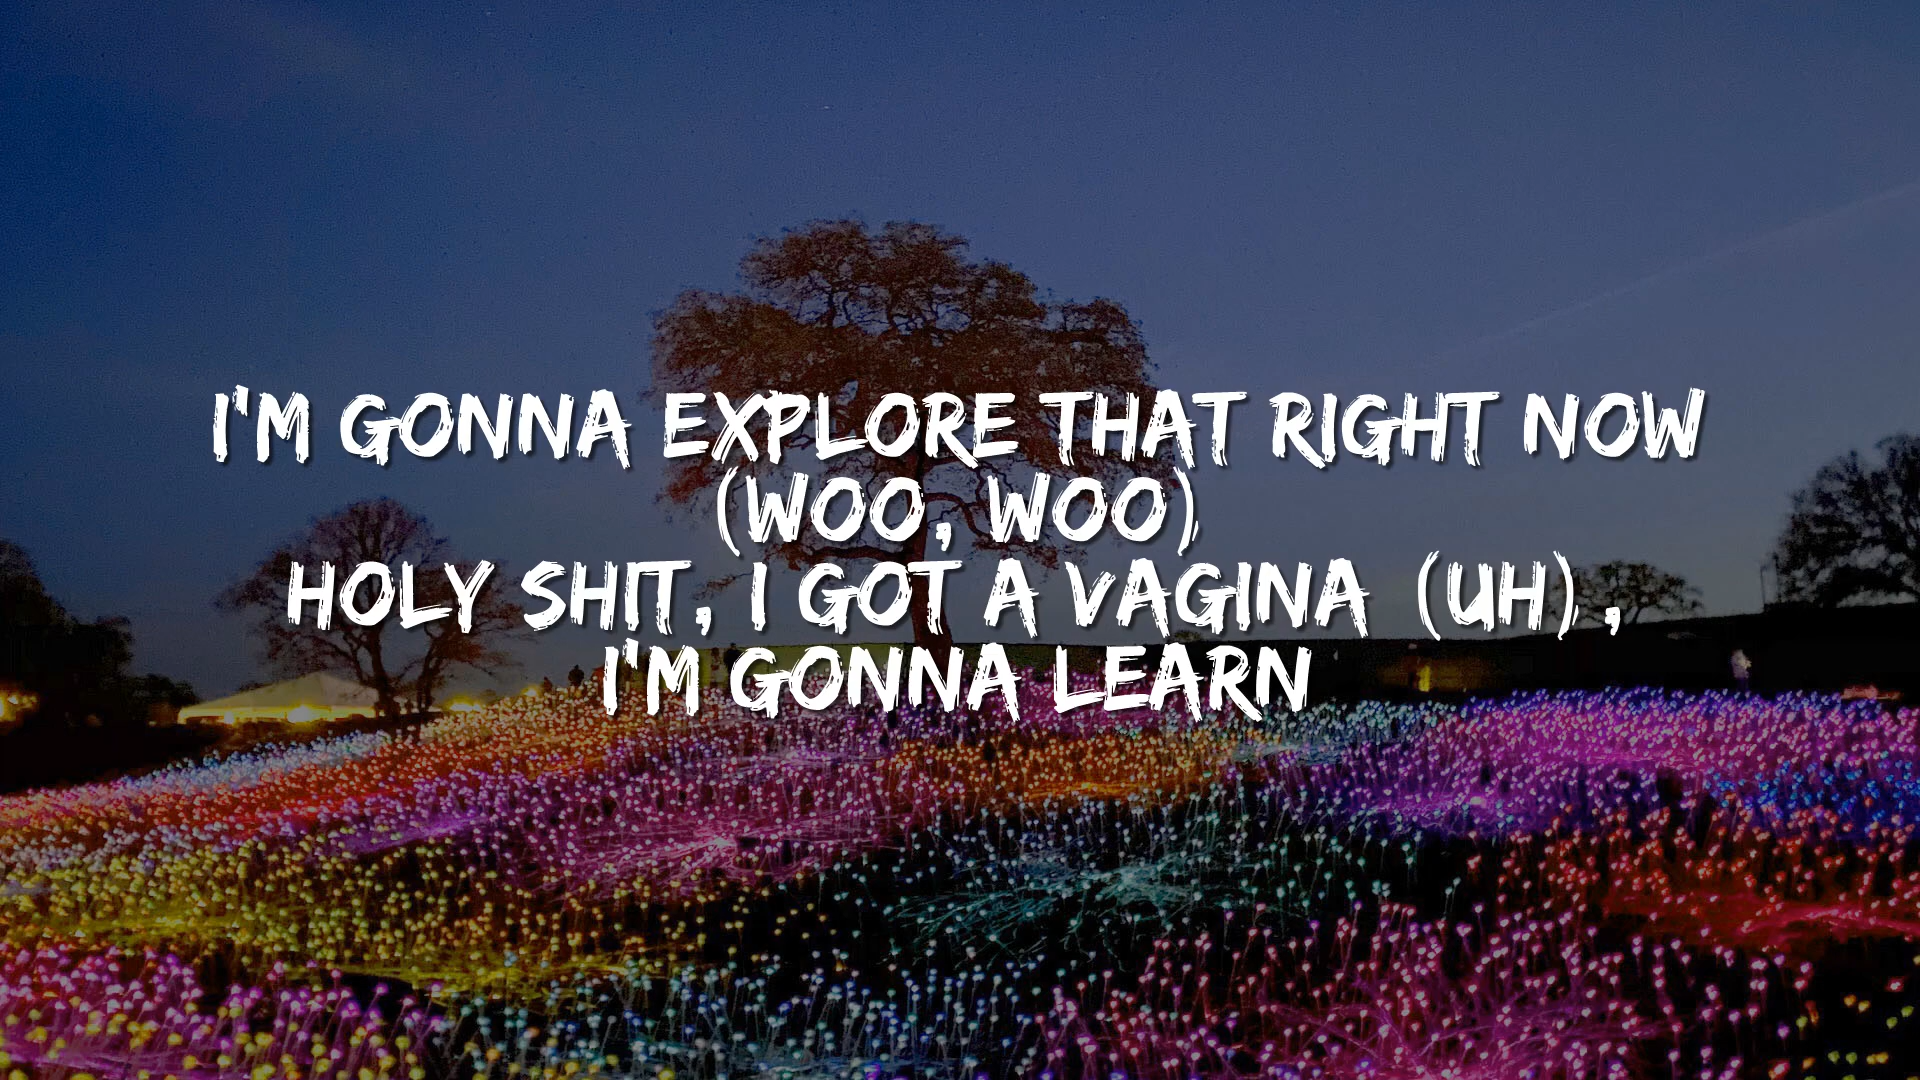 I'M GONNA EXPLORE THAT RIGHT NOW
(WOO, WOO)
HOLY SHIT, I GOT A VAGINA (UH),
I'M GONNA LEARN